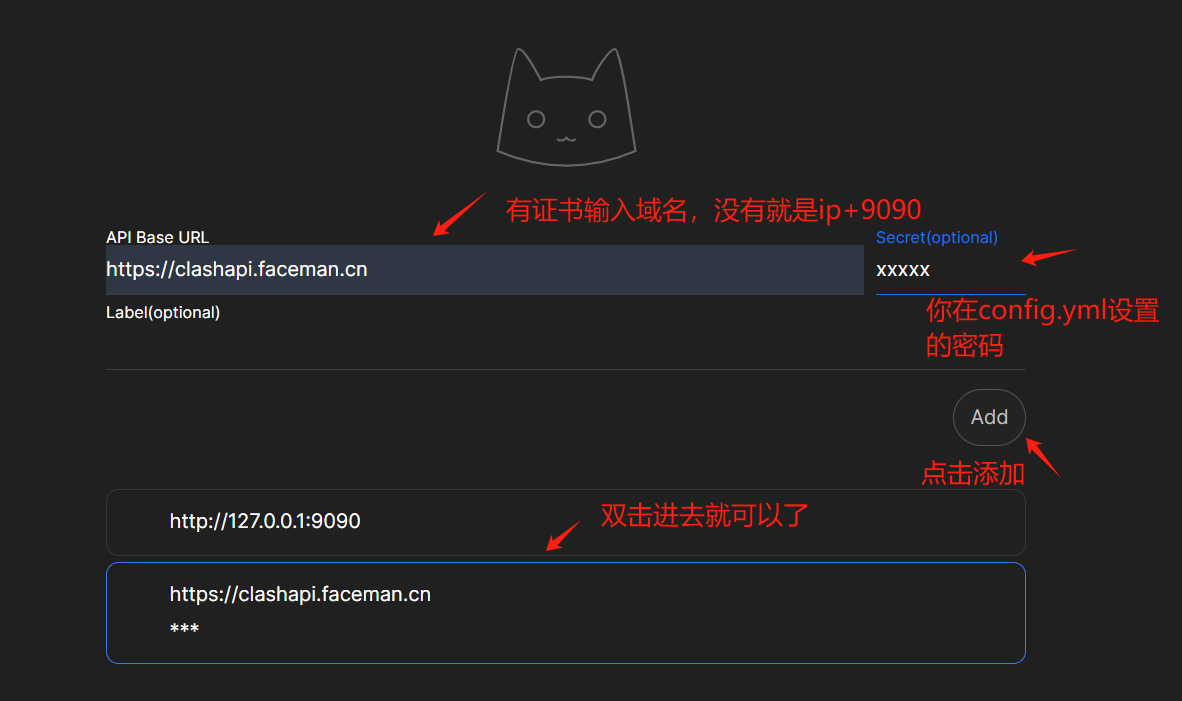 有证书输入域名，没有就是ip+9090
API Base URL
Secret(optional)
https://clashapi.faceman.cn
xxxxx
Label(optional)
你在config.yml设置
的密码
Add
点击添加
双击进去就可以了
http://127.0.0.1:9090
https://clashapi.faceman.cn
***